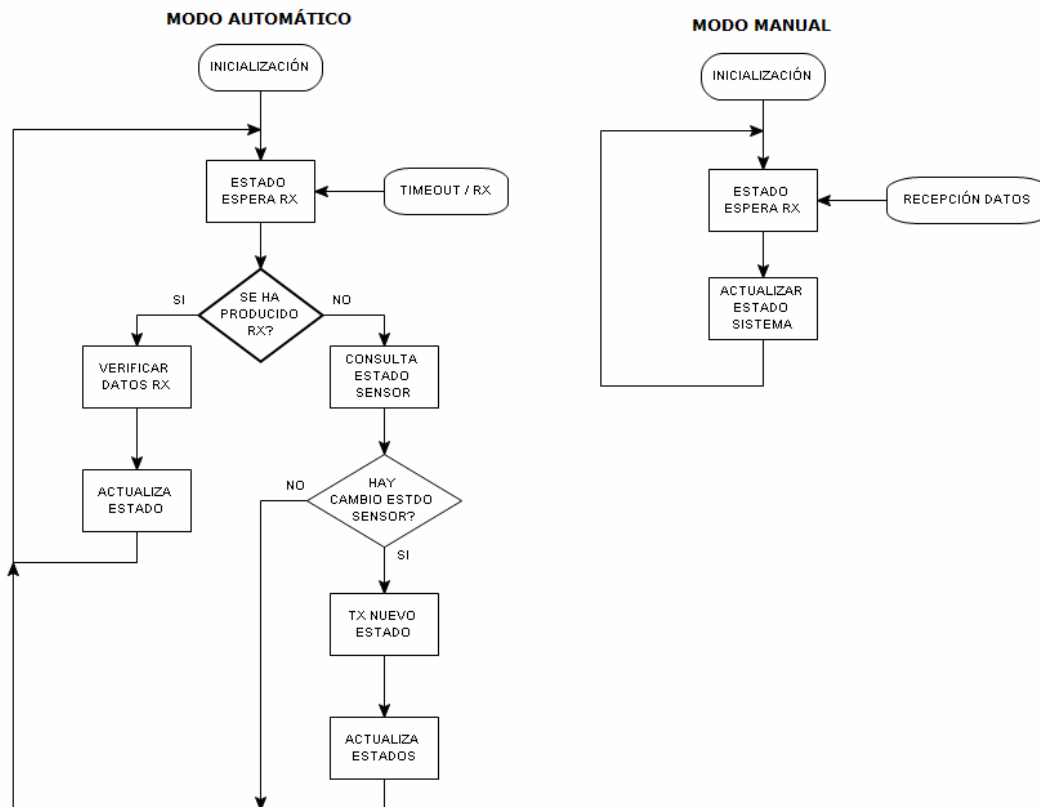 MODO AUTOMÁTICO
INICIALIZACIÓN
ESTADO
ESPERA RX
TIMEOUT / RX
SE HA
PRODUCIDO
RX?
SI
NO
VERIFICAR
DATOS RX
ACTUALIZA
ESTADO
CONSULTA
ESTADO
SENSOR
HAY
CAMBIO ESTDO
SENSOR?
NO
SI
TX NUEVO
ESTADO
ACTUALIZA
ESTADOS
MODO MANUAL
INICIALIZACIÓN
ESTADO
ESPERA RX
RECEPCIÓN DATOS
ACTUALIZAR
ESTADO
SISTEMA